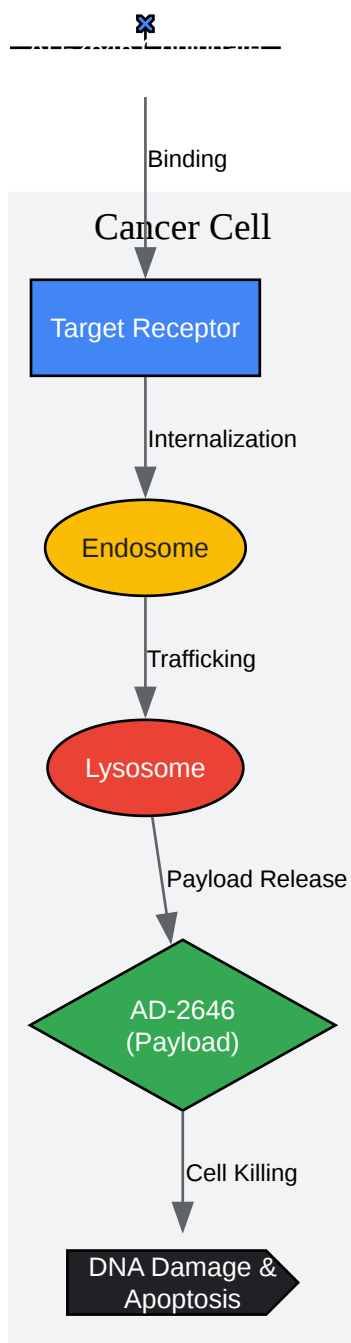 Binding
Cancer Cell
Target Receptor
Internalization
Endosome
Trafficking
Lysosome
Payload Release
AD-2646
(Payload)
Cell Killing
DNA Damage &
Apoptosis